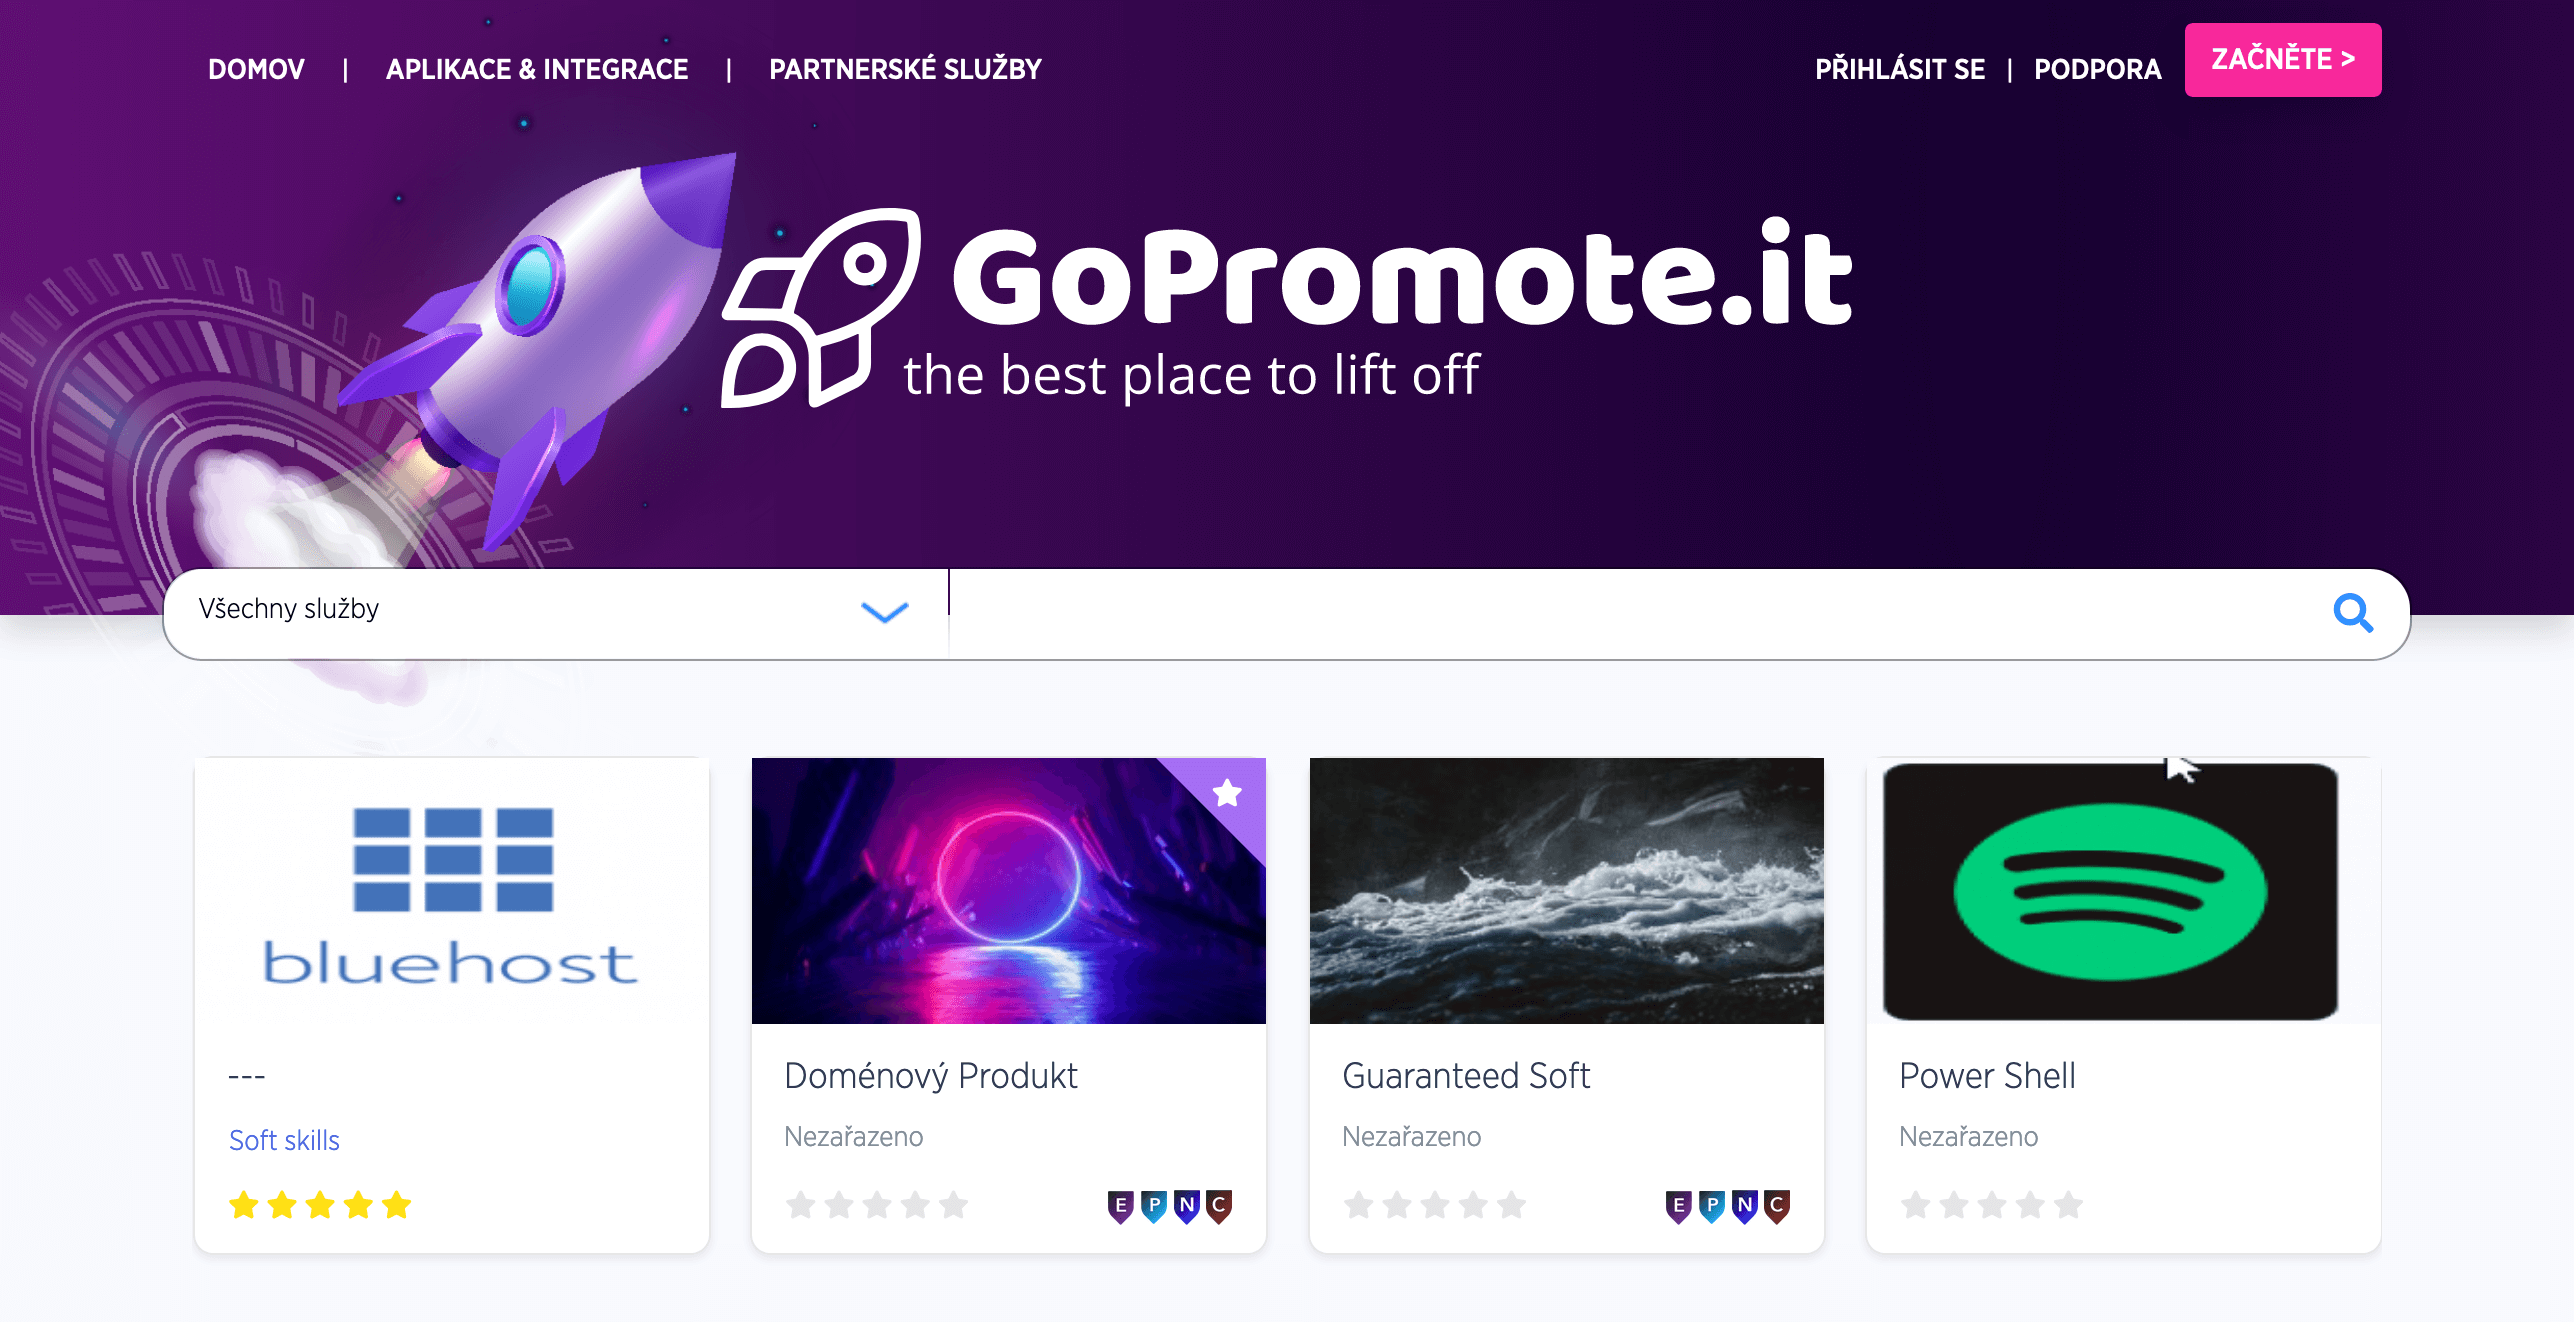 DOMOV | APLIKACE & INTEGRACE | PARTNERSKÉ SLUŽBY
PŘIHLÁSIT SE | PODPORA
ZAČNĚTE >
GoPromote.it
the best place to lift off
Všechny služby
bluehost
---
Soft skills
Doménový Produkt
Nezařazeno
E P N C
Guaranteed Soft
Nezařazeno
E P N C
Power Shell
Nezařazeno